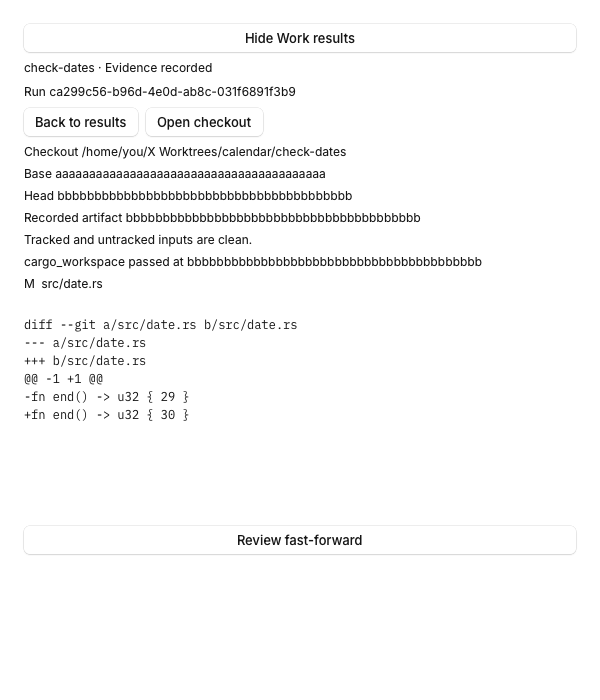 Hide Work results
check-dates · Evidence recorded
Run ca299c56-b96d-4e0d-ab8c-031f6891f3b9
Back to results
Open checkout
Checkout /home/you/X Worktrees/calendar/check-dates
Base aaaaaaaaaaaaaaaaaaaaaaaaaaaaaaaaaaaaaaaa
Head bbbbbbbbbbbbbbbbbbbbbbbbbbbbbbbbbbbbbbbb
Recorded artifact bbbbbbbbbbbbbbbbbbbbbbbbbbbbbbbbbbbbbbbb
Tracked and untracked inputs are clean.
cargo_workspace passed at bbbbbbbbbbbbbbbbbbbbbbbbbbbbbbbbbbbbbbbb
M  src/date.rs
diff --git a/src/date.rs b/src/date.rs
--- a/src/date.rs
+++ b/src/date.rs
@@ -1 +1 @@
-fn end() -> u32 { 29 }
+fn end() -> u32 { 30 }
Review fast-forward